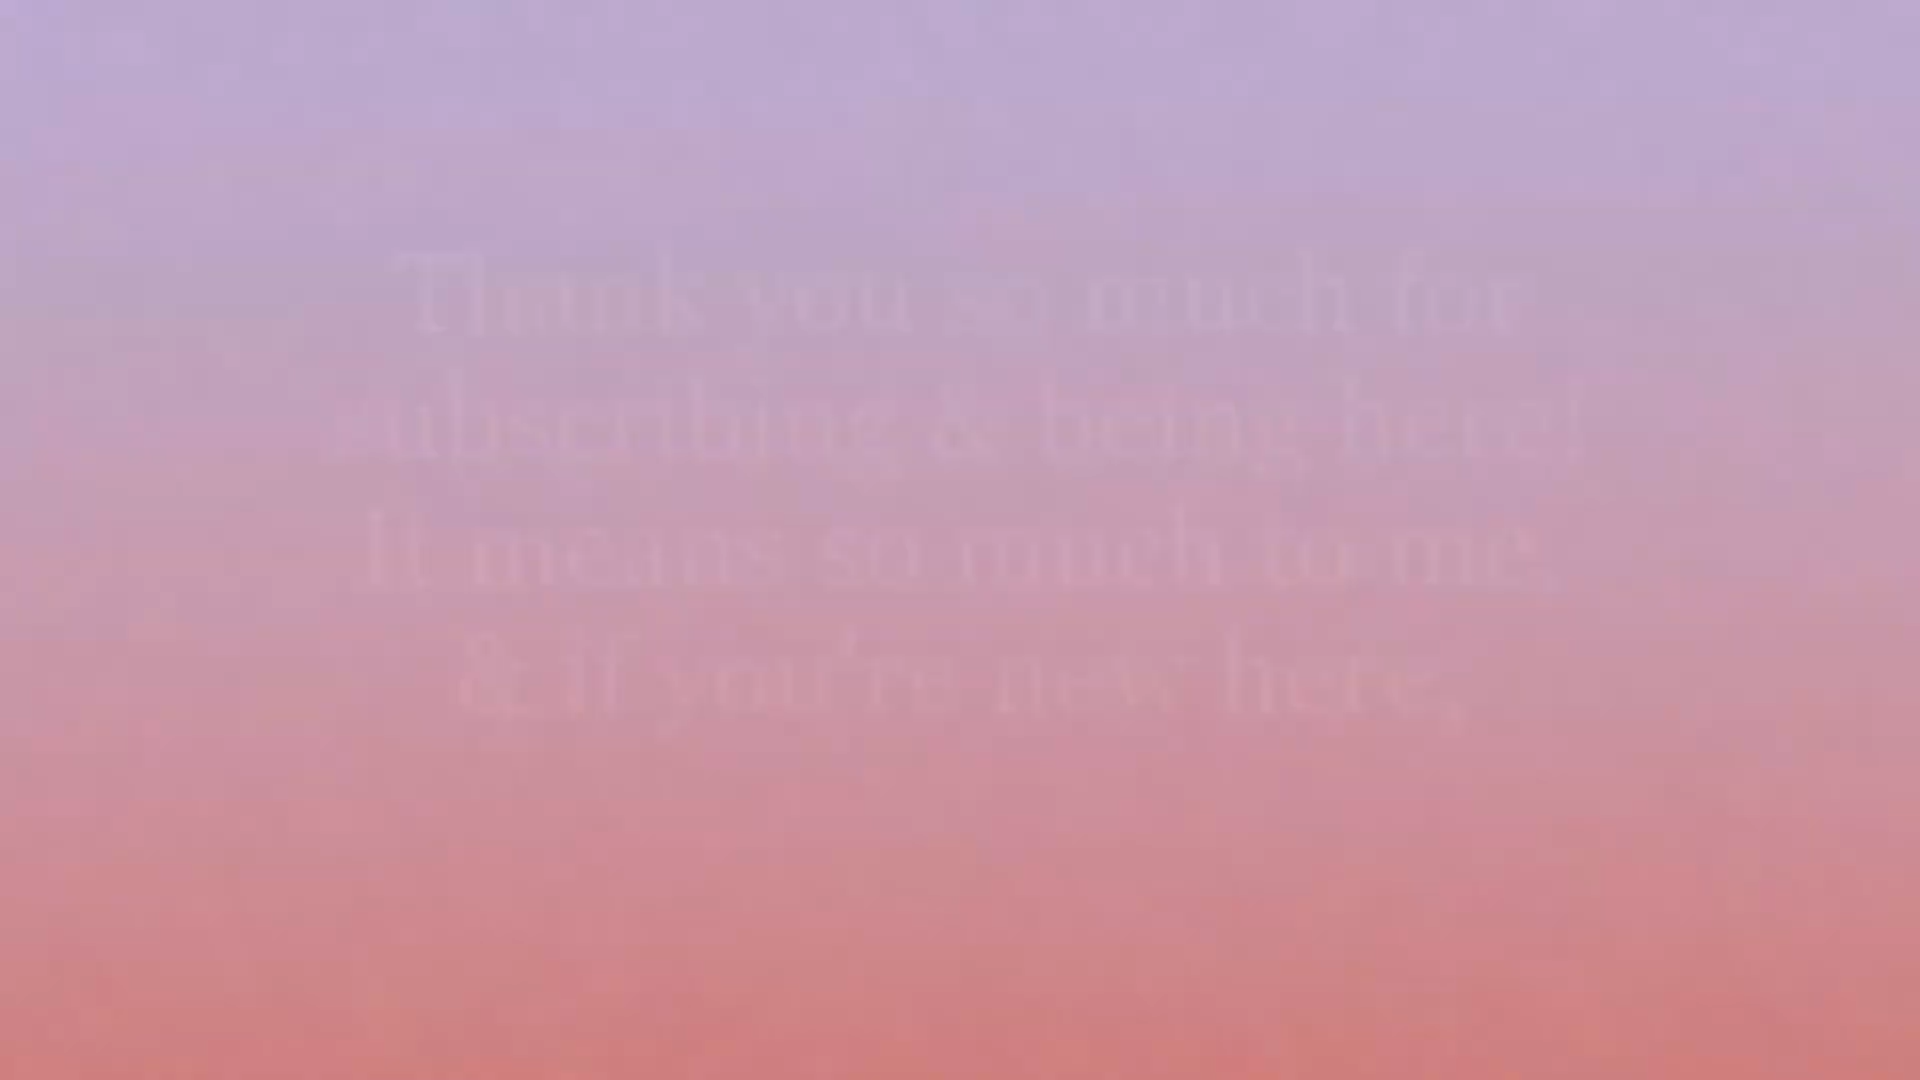 Thank you so much for
subscribing & being here!
It means so much to me,
& if you're new here,